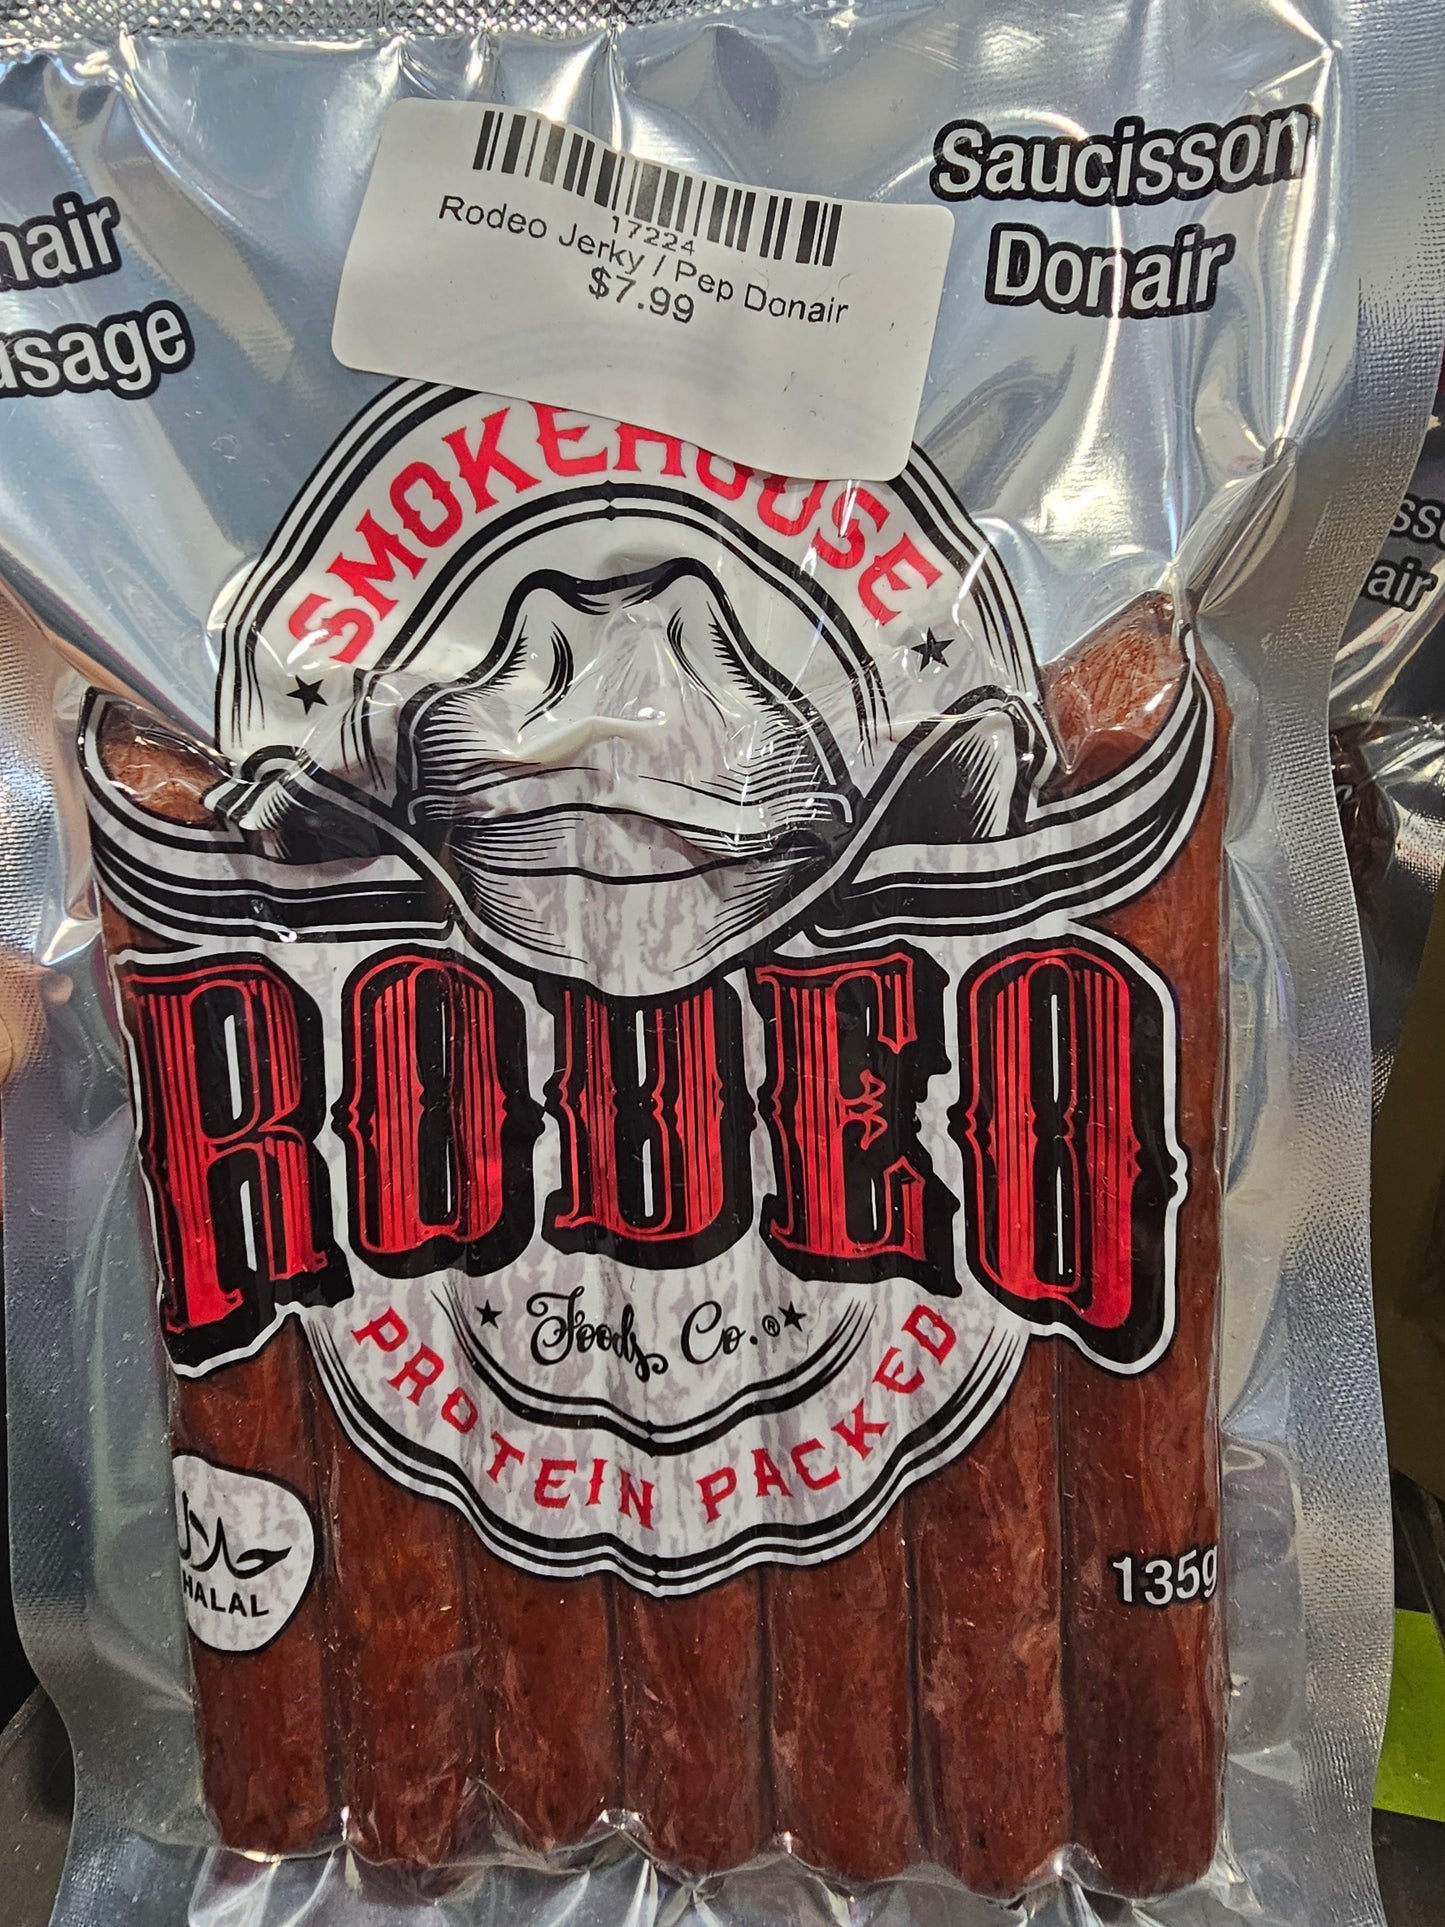 17224
Rodeo Jerky / Pep Donair
$7.99
Saucisson
Donair
SMOKEHOUSE
RODEO
Foods Co.®
PROTEIN PACKED
حلال
HALAL
135g